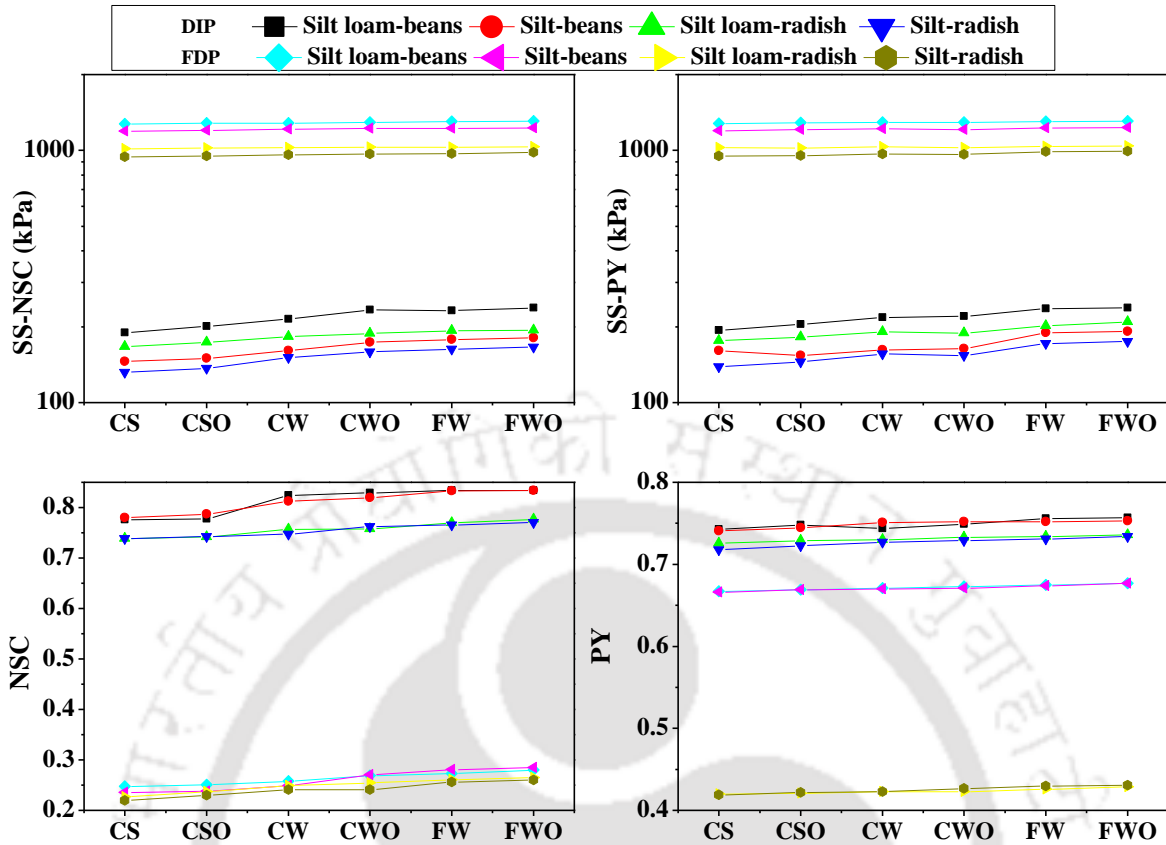 DIP Silt loam-beans Silt-beans Silt loam-radish Silt-radish
FDP Silt loam-beans Silt-beans Silt loam-radish Silt-radish
SS-NSC (kPa)
1000
100
CS CSO CW CWO FW FWO
SS-PY (kPa)
1000
100
CS CSO CW CWO FW FWO
NSC
0.8
0.7
0.6
0.5
0.4
0.3
0.2
CS CSO CW CWO FW FWO
PY
0.8
0.7
0.6
0.5
0.4
CS CSO CW CWO FW FWO